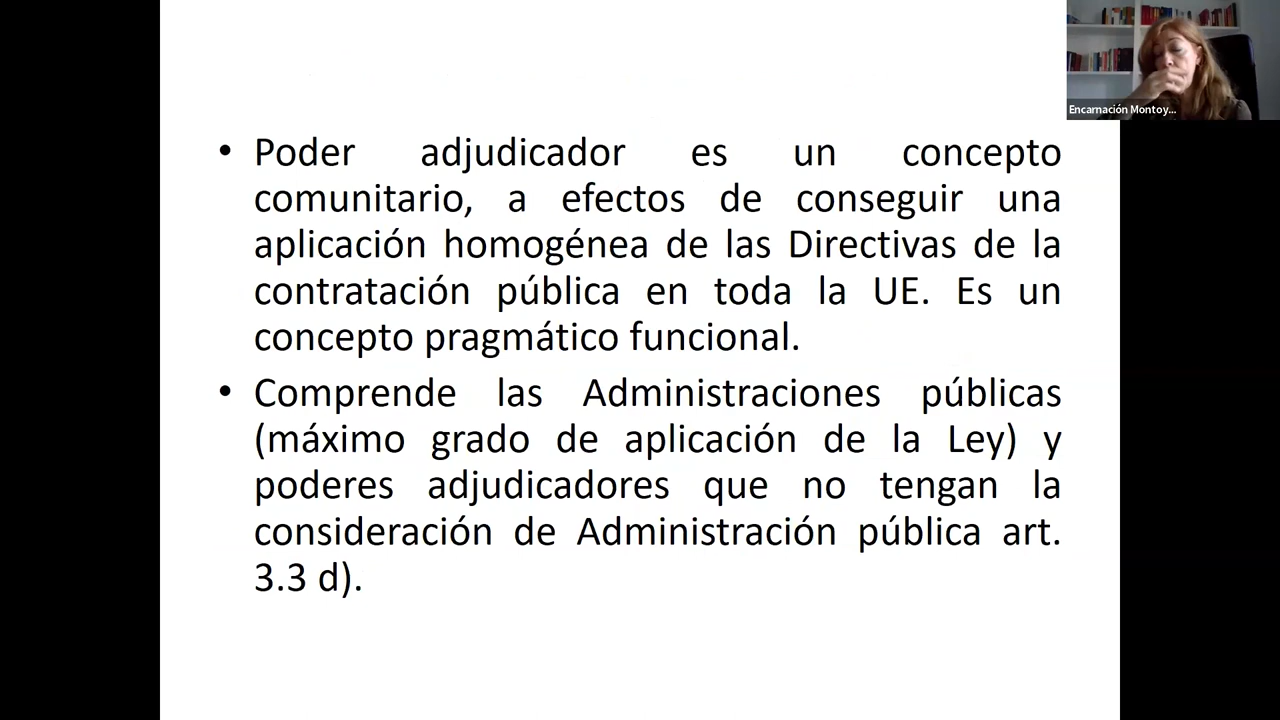 Encarnación Montoy...
• Poder adjudicador es un concepto
comunitario, a efectos de conseguir una
aplicación homogénea de las Directivas de la
contratación pública en toda la UE. Es un
concepto pragmático funcional.
• Comprende las Administraciones públicas
(máximo grado de aplicación de la Ley) y
poderes adjudicadores que no tengan la
consideración de Administración pública art.
3.3 d).